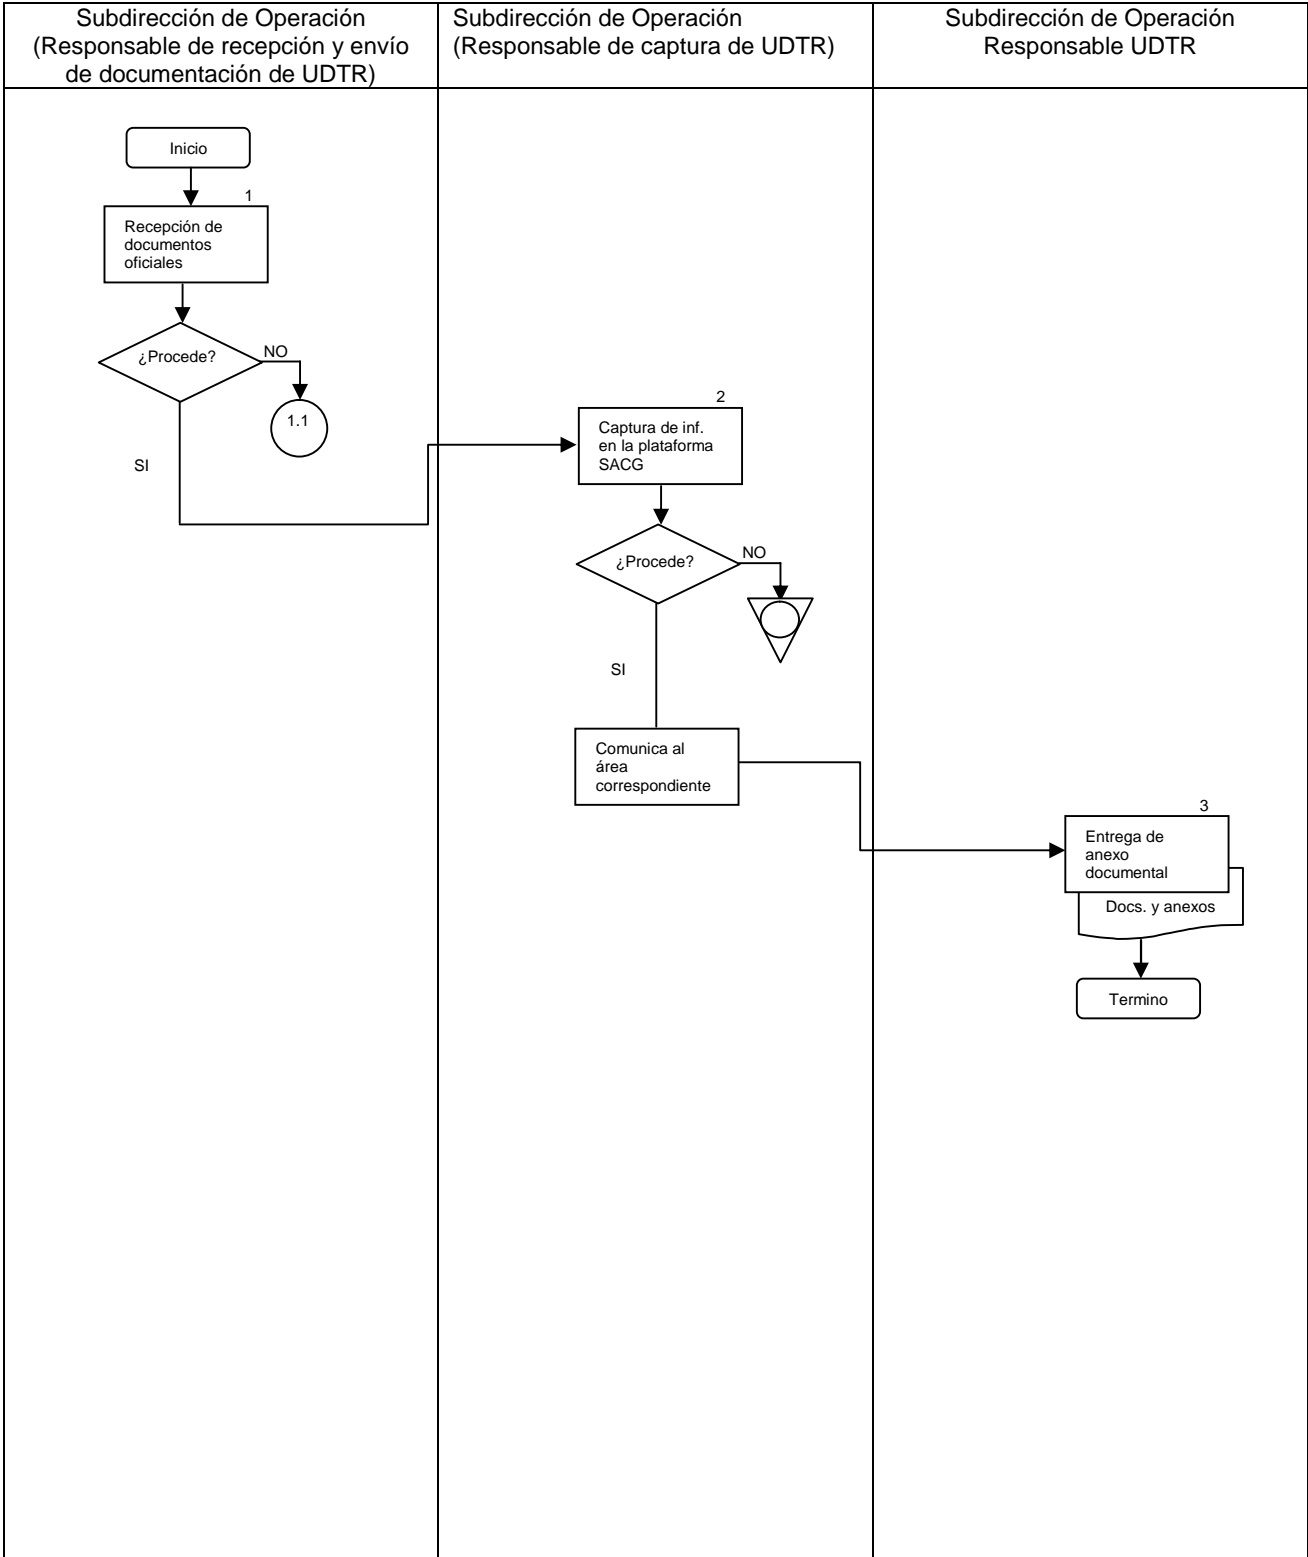 Subdirección de Operación
(Responsable de recepción y envío
de documentación de UDTR)
Subdirección de Operación
(Responsable de captura de UDTR)
Subdirección de Operación
Responsable UDTR
Inicio
1
Recepción de
documentos
oficiales
¿Procede?
NO
1.1
SI
2
Captura de inf.
en la plataforma
SACG
¿Procede?
NO
SI
Comunica al
área
correspondiente
3
Entrega de
anexo
documental
Docs. y anexos
Termino